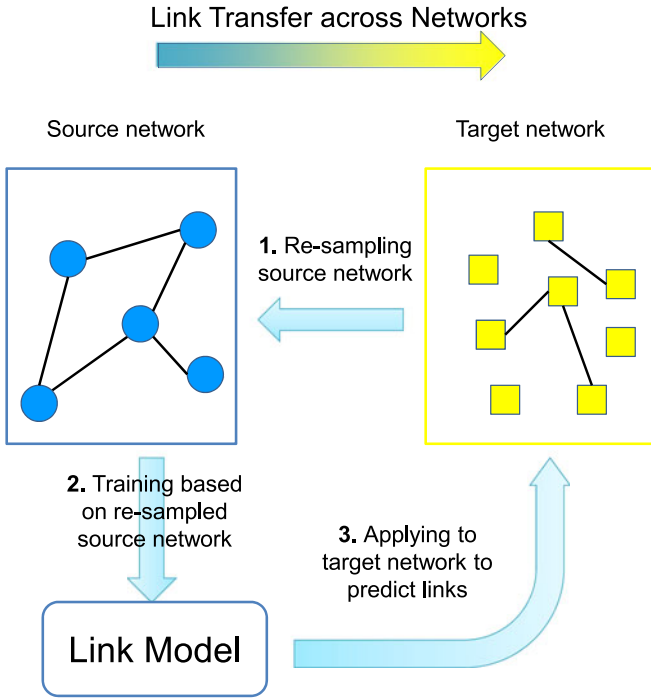 Link Transfer across Networks
Source network
Target network
1. Re-sampling
source network
2. Training based
on re-sampled
source network
3. Applying to
target network to
predict links
Link Model